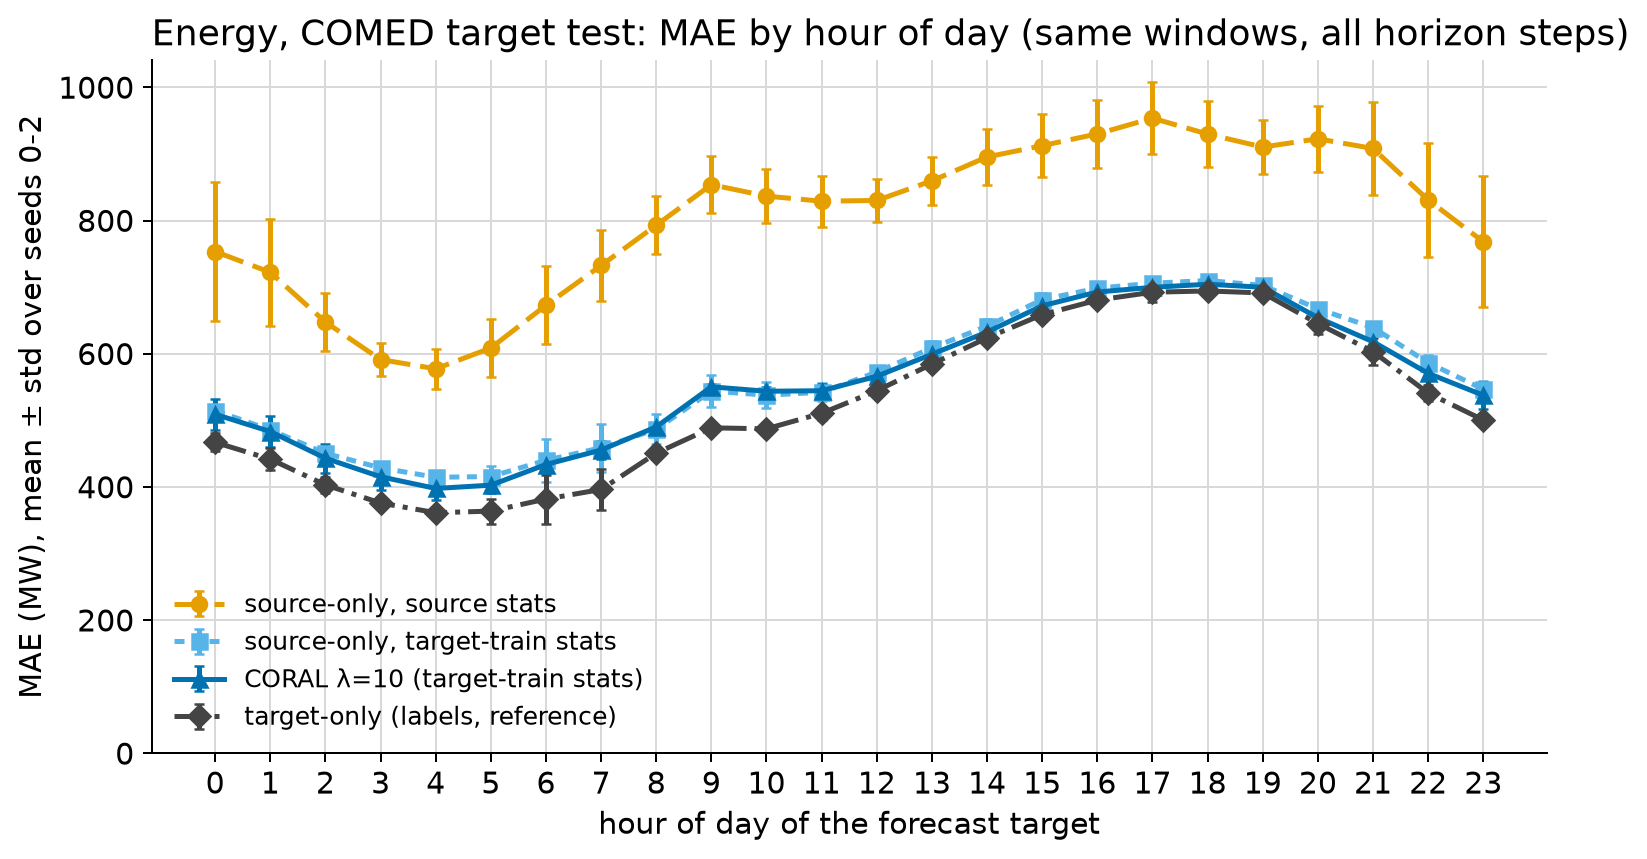 Energy, COMED target test: MAE by hour of day (same windows, all horizon steps)
MAE (MW), mean ± std over seeds 0-2
1000
800
600
400
200
0
source-only, source stats
source-only, target-train stats
CORAL λ=10 (target-train stats)
target-only (labels, reference)
0 1 2 3 4 5 6 7 8 9 10 11 12 13 14 15 16 17 18 19 20 21 22 23
hour of day of the forecast target